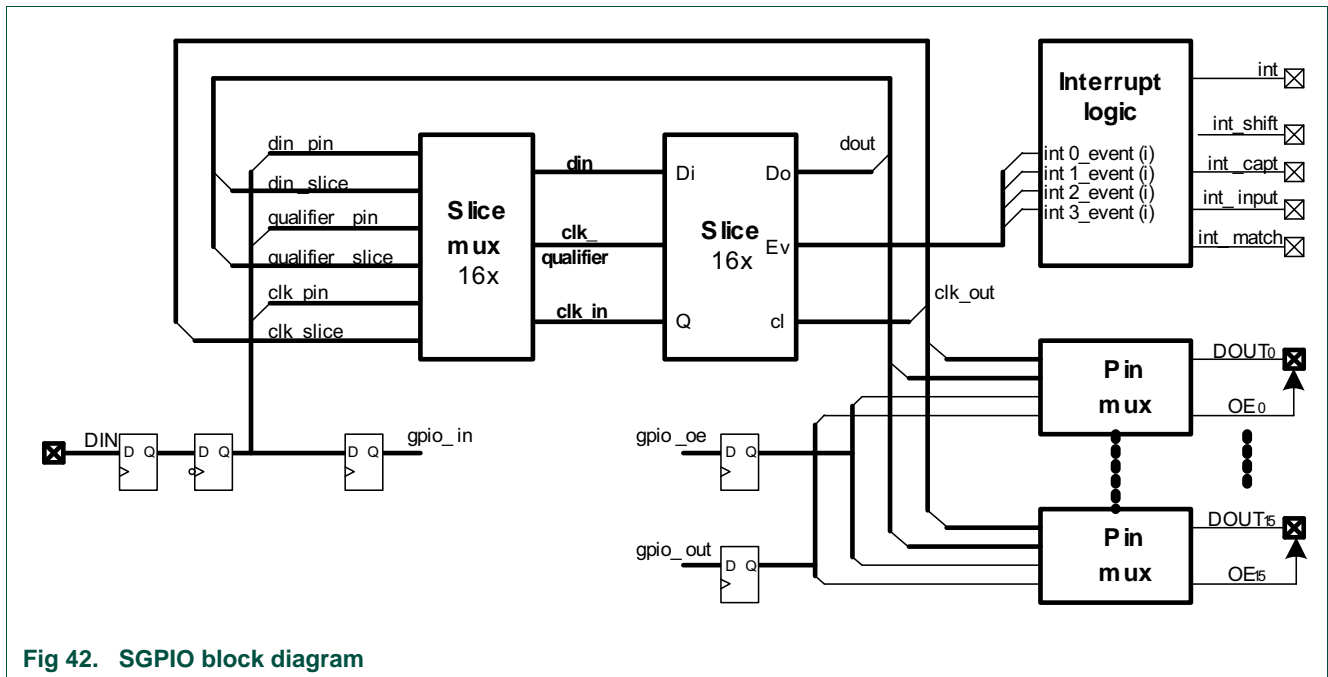 Interrupt
logic
int 0_event (i)
int 1_event (i)
int 2_event (i)
int 3_event (i)
int
int_shift
int_capt
int_input
int_match
din_pin
din_slice
qualifier_pin
qualifier_slice
clk_pin
clk_slice
Slice
mux
16x
din
clk_
qualifier
clk_in
Di
Q
Slice
16x
Do
Ev
cl
dout
clk_out
Pin
mux
DOUT0
OE0
DIN
D Q
D Q
D Q
gpio_in
gpio_oe
D Q
gpio_out
D Q
Pin
mux
DOUT15
OE15
Fig 42. SGPIO block diagram